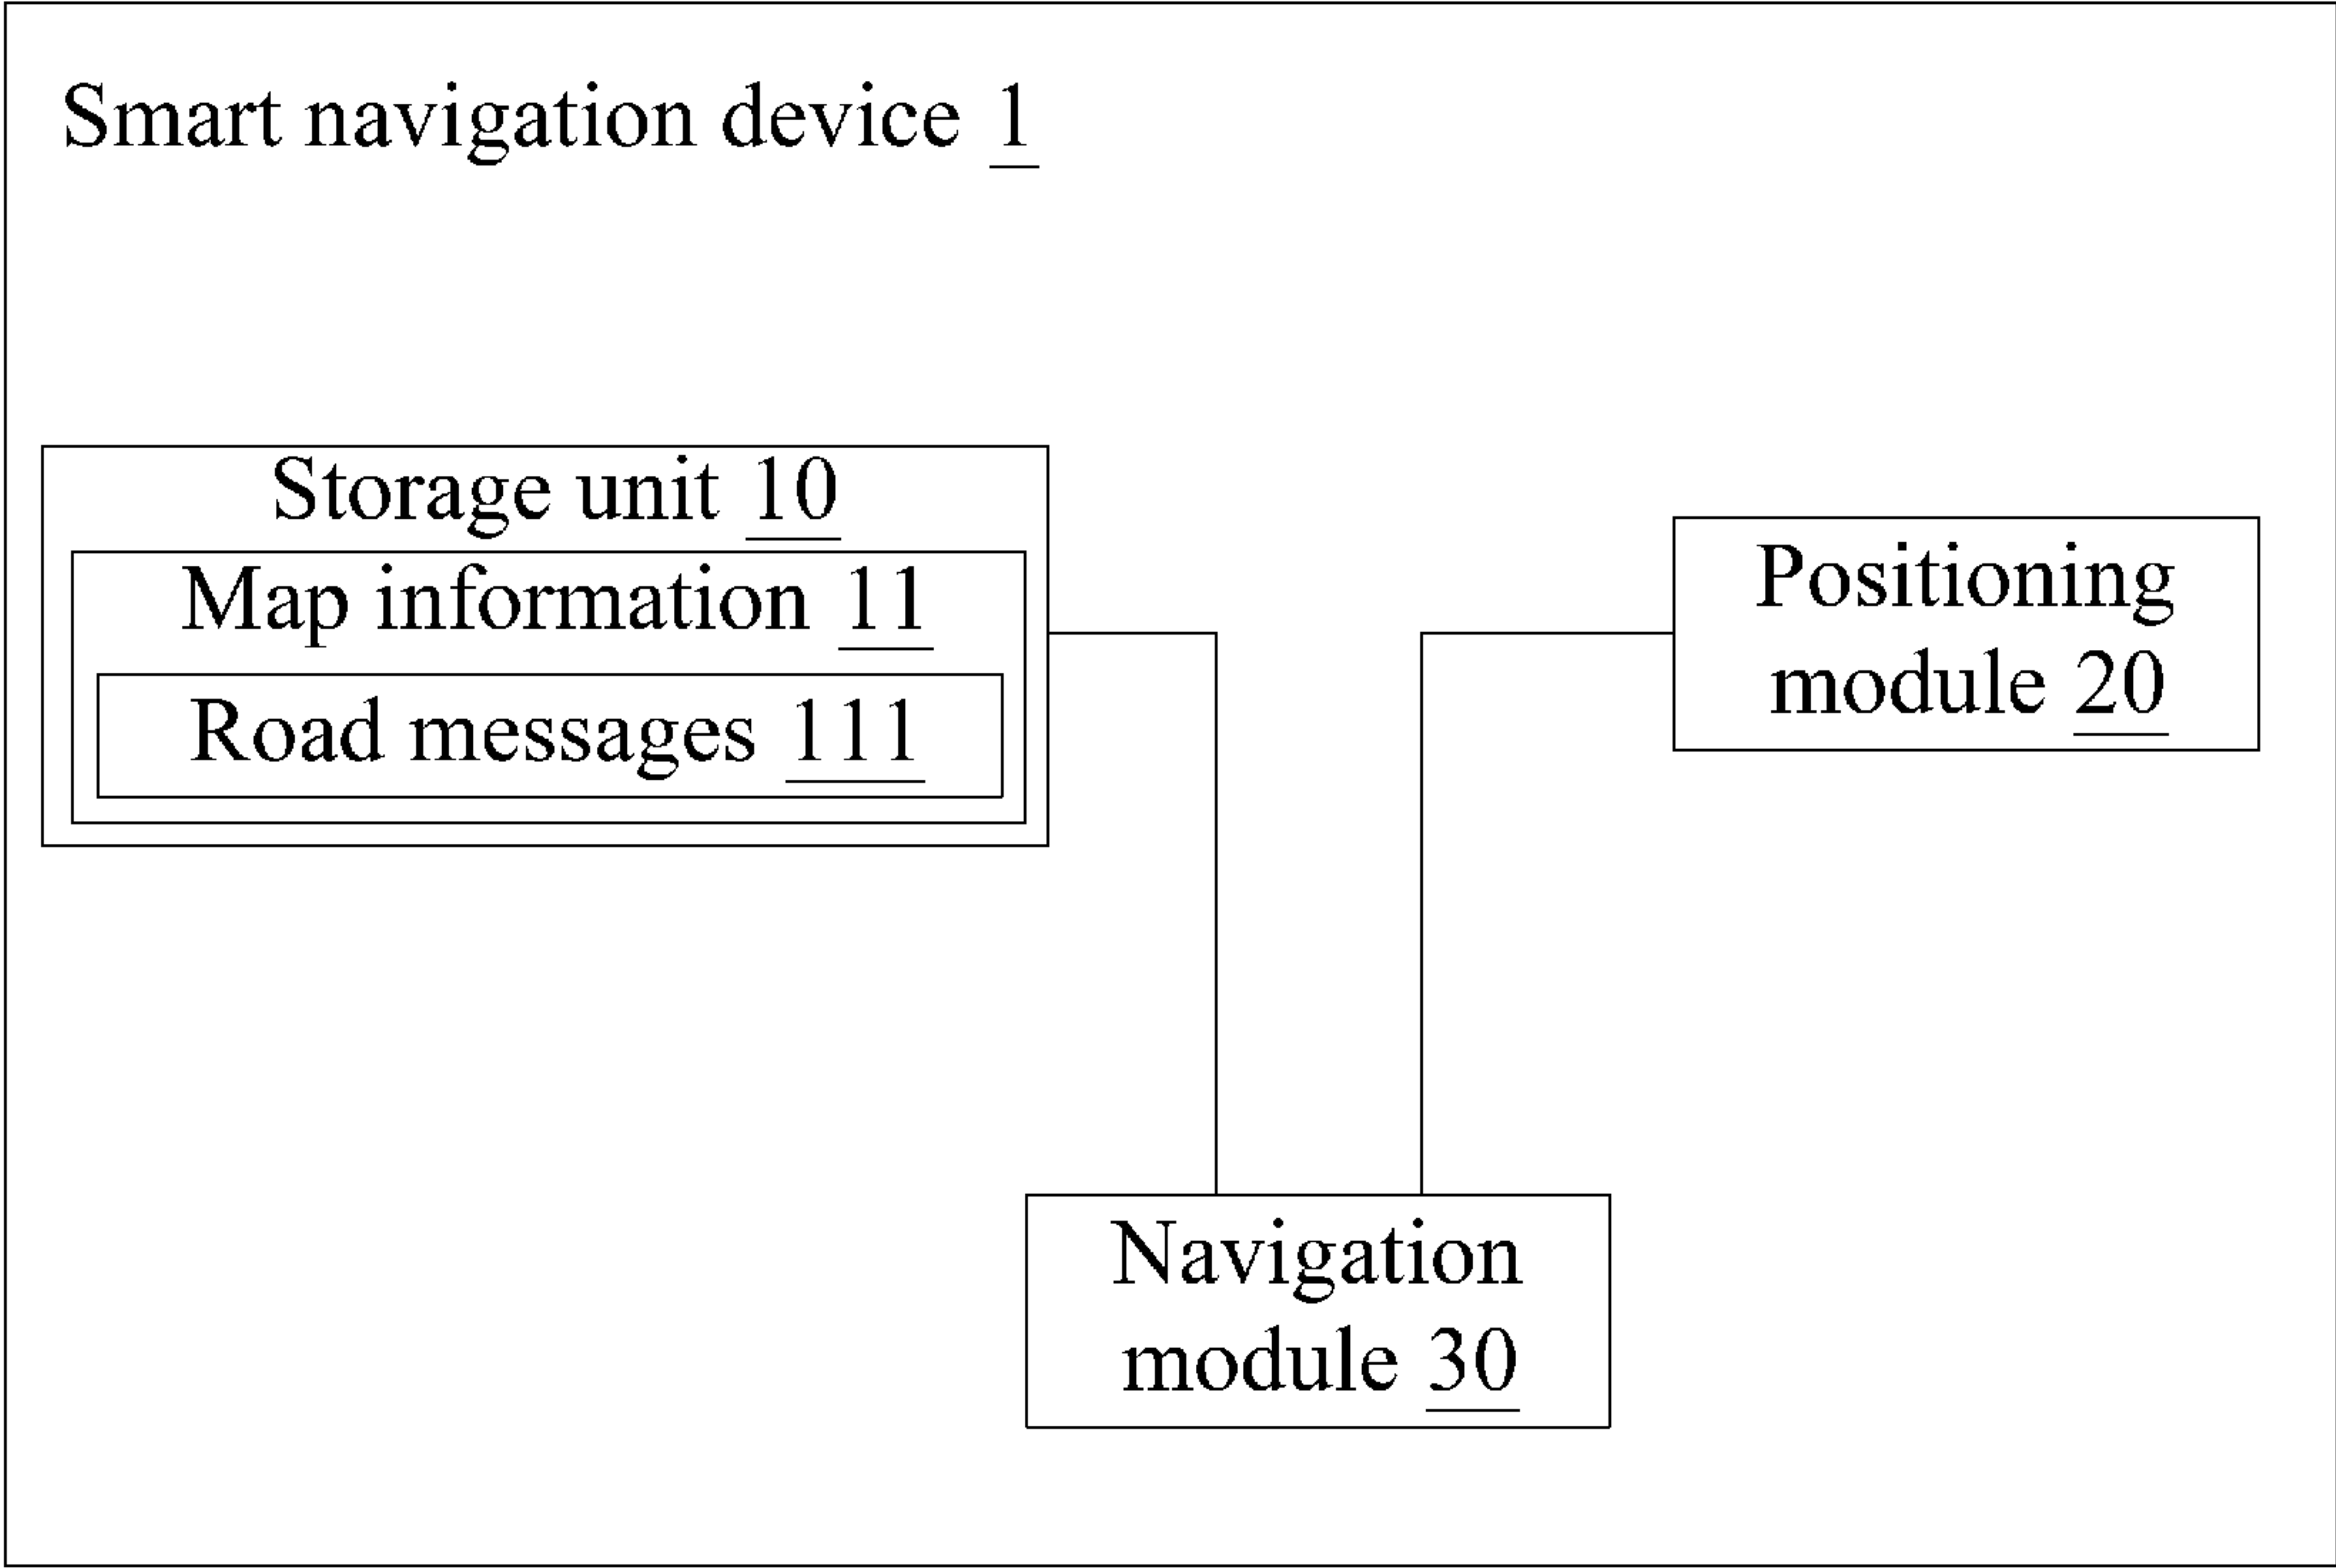 Smart navigation device 1
Storage unit 10
Map information 11
Road messages 111
Positioning
module 20
Navigation
module 30